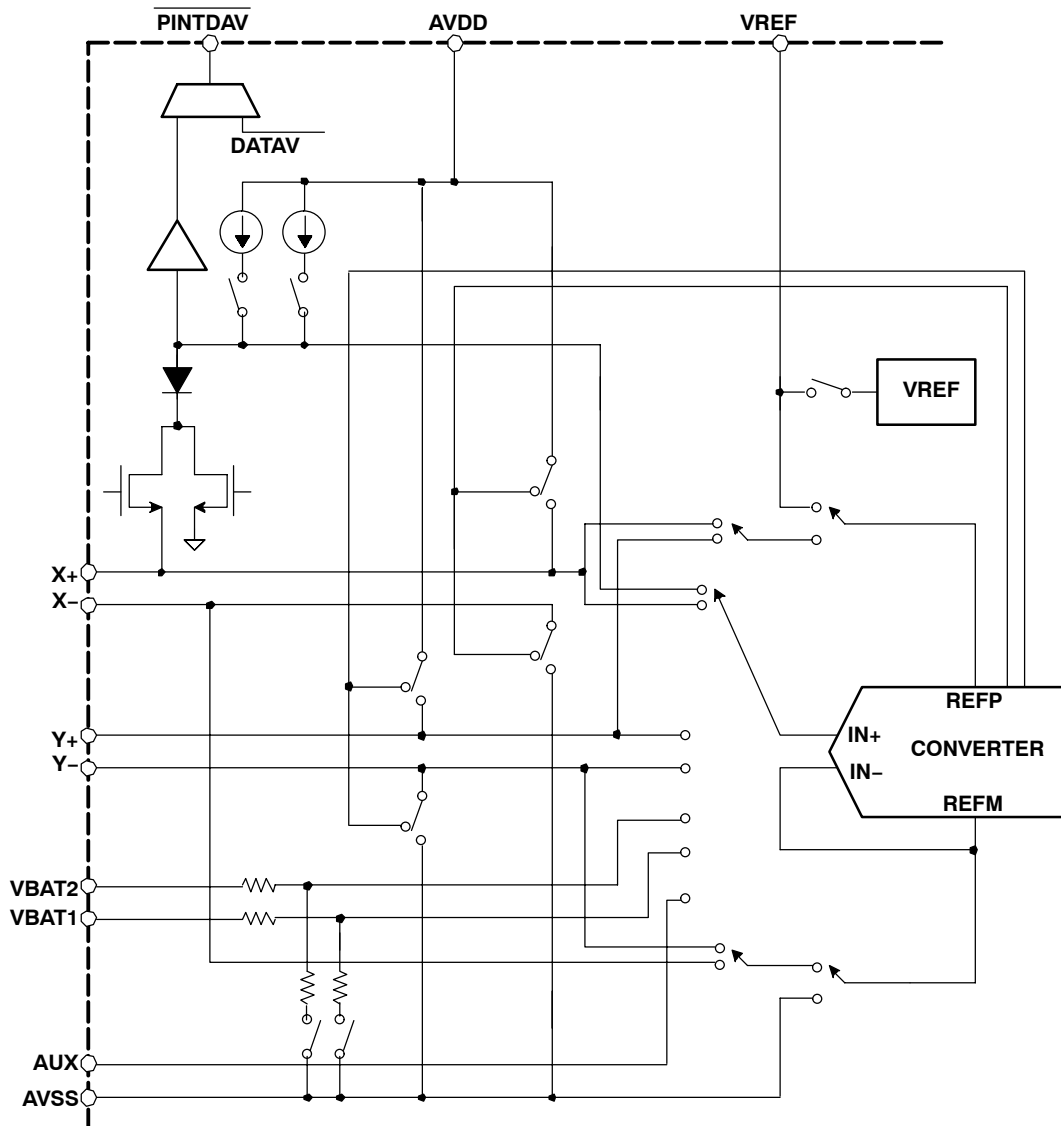 PINTDAV
AVDD
VREF
DATAV
VREF
X+
X−
REFP
Y+
IN+
CONVERTER
Y−
IN−
REFM
VBAT2
VBAT1
AUX
AVSS